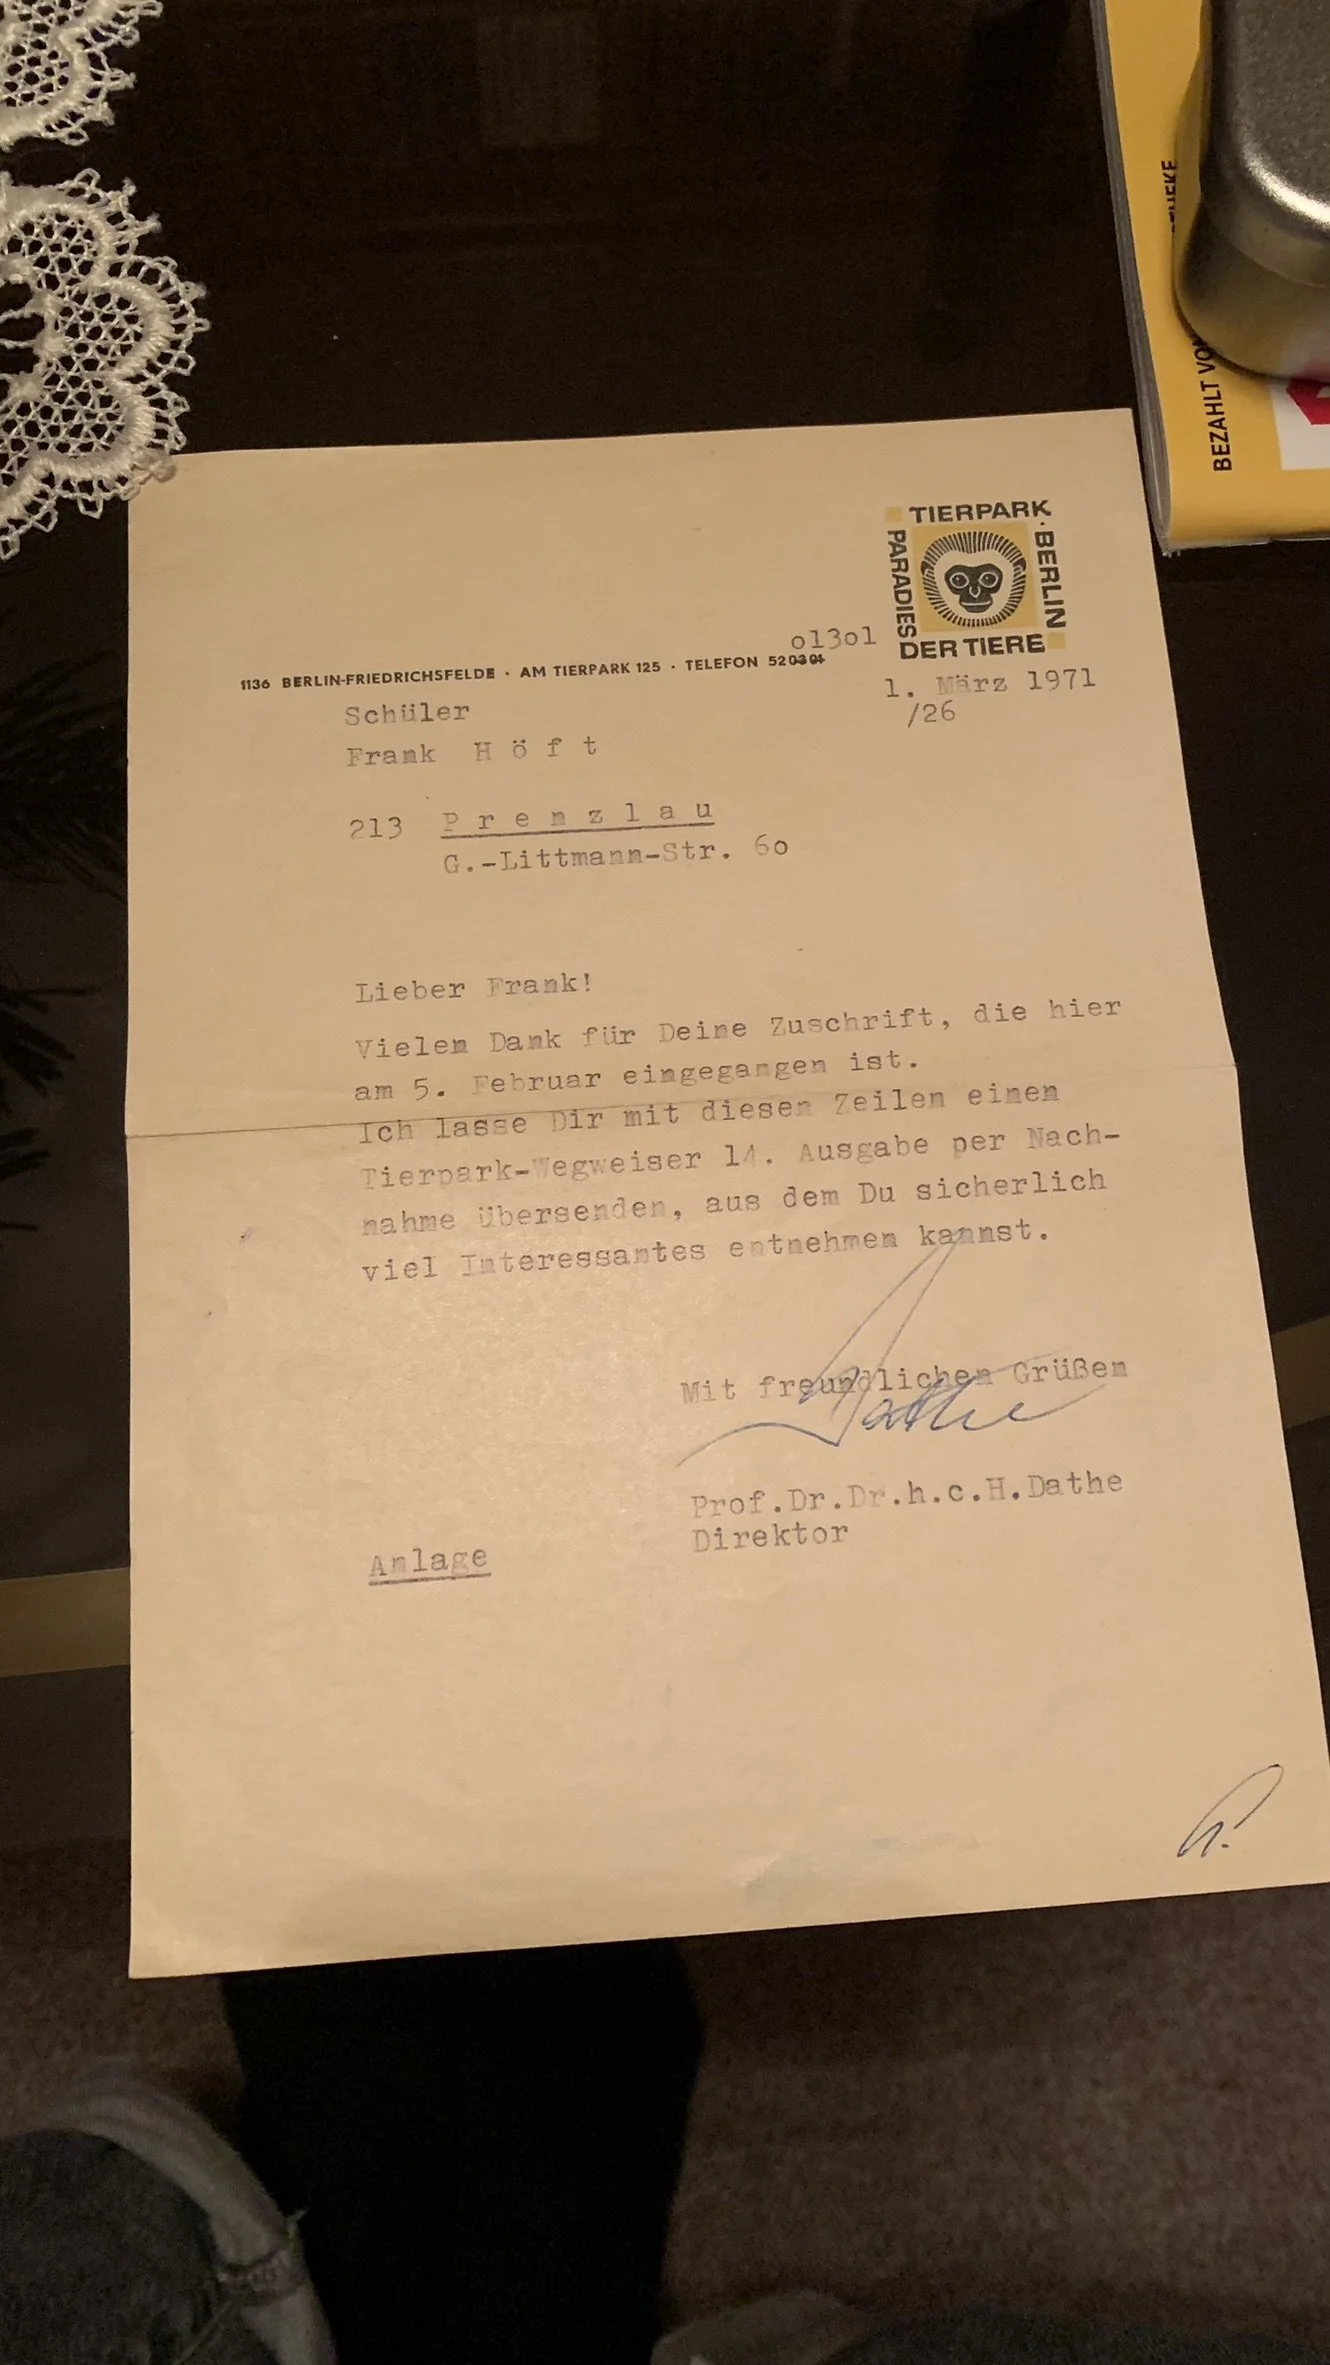 THEKE
BEZAHLT VON
TIERPARK · BERLIN
PARADIES DER TIERE
o13o1
1136 BERLIN-FRIEDRICHSFELDE · AM TIERPARK 125 · TELEFON 520304
1. März 1971
/26
Schüler
Frank H ö f t
213 P r e n z l a u
G.-Littmann-Str. 6o
Lieber Frank!
Vielen Dank für Deine Zuschrift, die hier
am 5. Februar eingegangen ist.
Ich lasse Dir mit diesen Zeilen einen
Tierpark-Wegweiser 14. Ausgabe per Nach-
nahme übersenden, aus dem Du sicherlich
viel Interessantes entnehmen kannst.
Mit freundlichen Grüßen
Dathe
Prof.Dr.Dr.h.c.H.Dathe
Direktor
Anlage